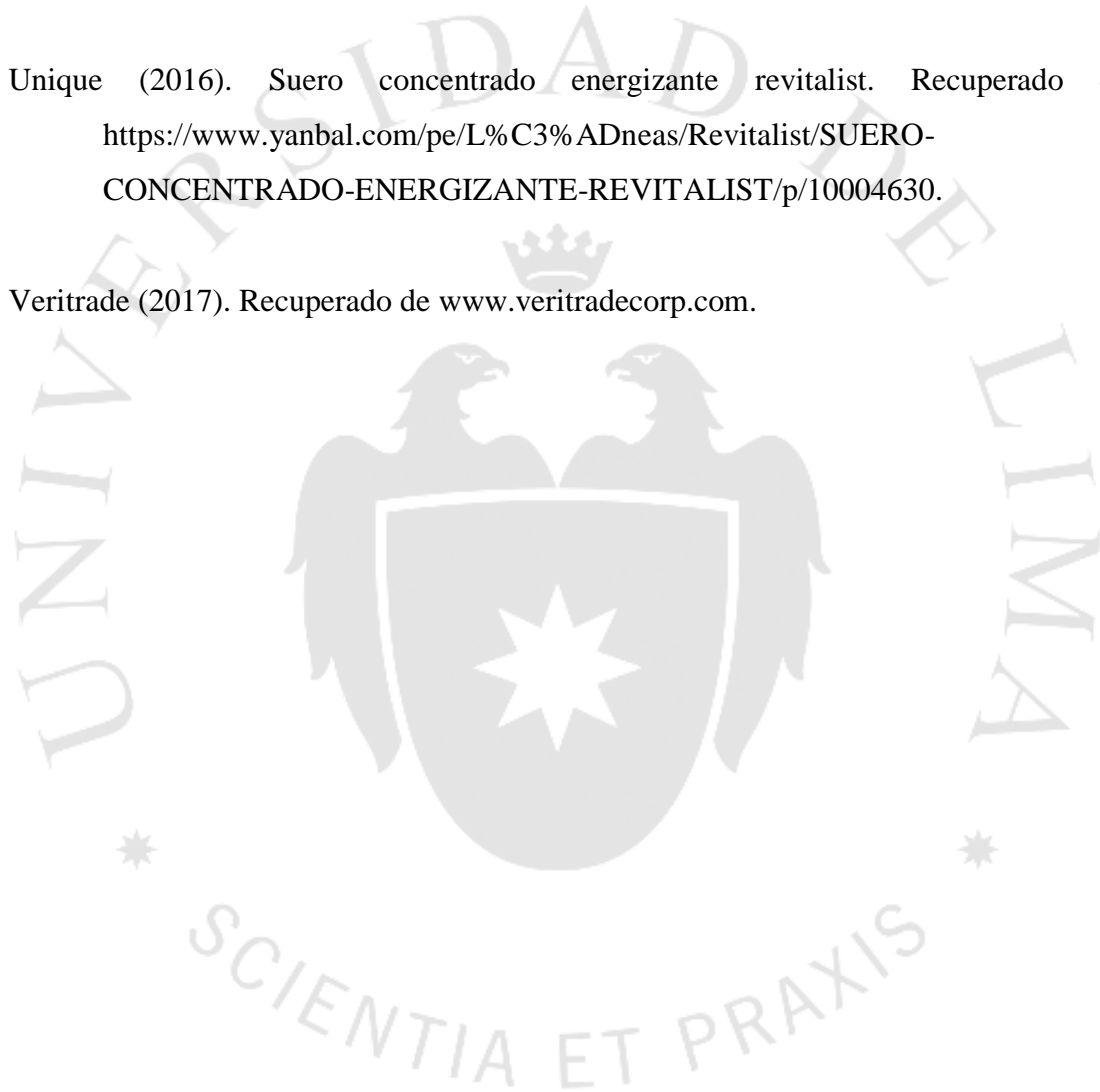 Unique (2016). Suero concentrado energizante revitalist. Recuperado
https://www.yanbal.com/pe/L%C3%ADneas/Revitalist/SUERO-
CONCENTRADO-ENERGIZANTE-REVITALIST/p/10004630.
Veritrade (2017). Recuperado de www.veritradecorp.com.
UNIVERSIDAD DE LIMA
SCIENTIA ET PRAXIS